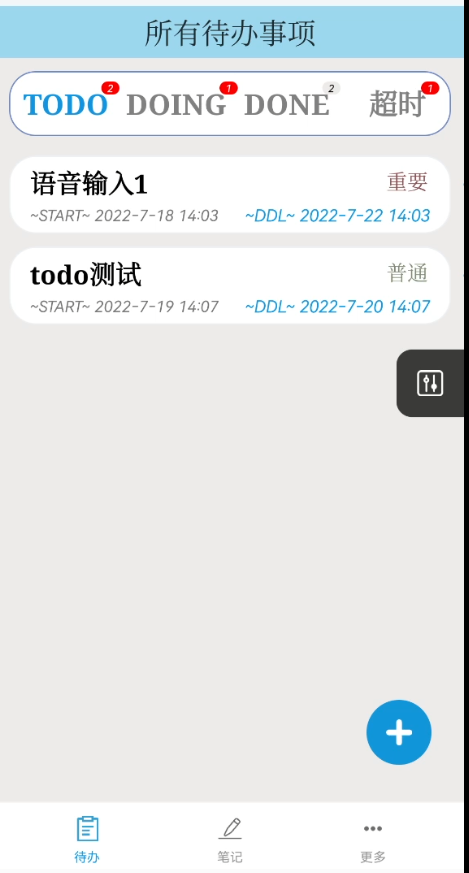 所有待办事项
TODO 2 DOING 1 DONE 2 超时 1
语音输入1 重要
~START~ 2022-7-18 14:03 ~DDL~ 2022-7-22 14:03
todo测试 普通
~START~ 2022-7-19 14:07 ~DDL~ 2022-7-20 14:07
待办 笔记 更多